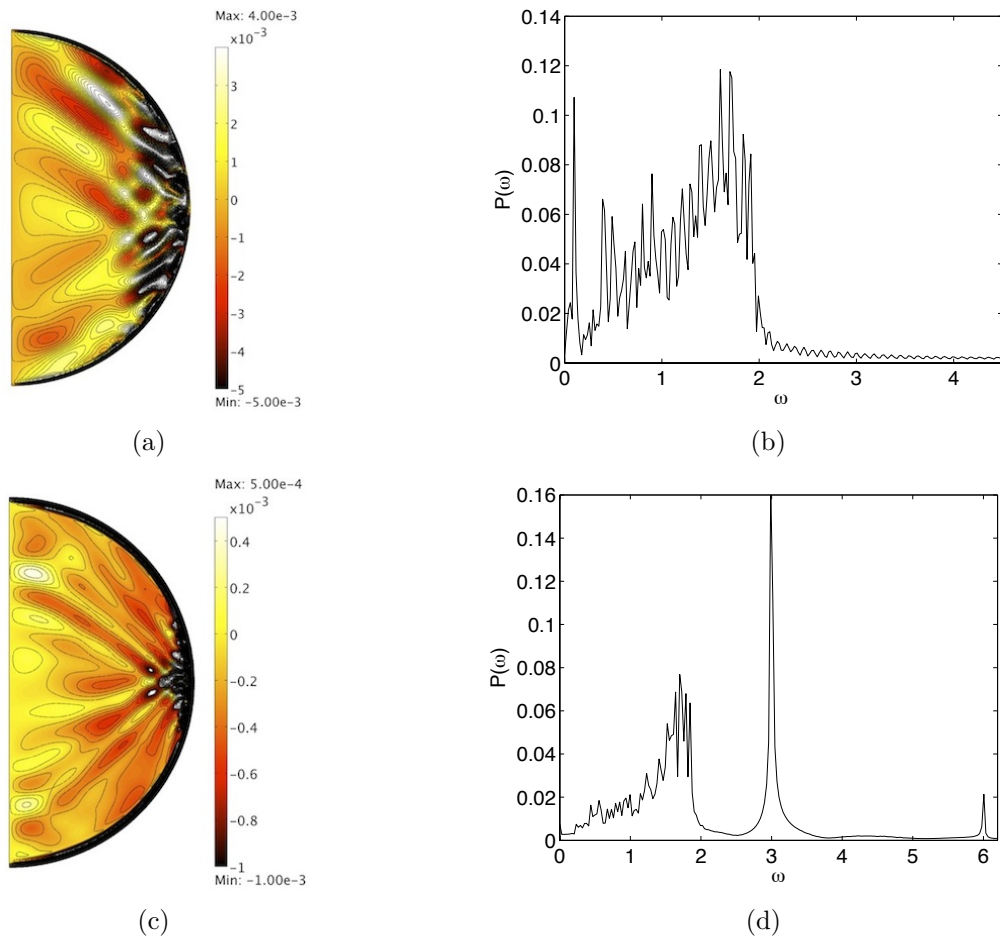 Max: 4.00e-3
x10⁻³
3
2
1
0
-1
-2
-3
-4
-5
Min: -5.00e-3
(a)
0.14
0.12
0.1
0.08
0.06
0.04
0.02
0
P(ω)
0 1 2 3 4
ω
(b)
Max: 5.00e-4
x10⁻³
0.4
0.2
0
-0.2
-0.4
-0.6
-0.8
-1
Min: -1.00e-3
(c)
0.16
0.14
0.12
0.1
0.08
0.06
0.04
0.02
0
P(ω)
0 1 2 3 4 5 6
ω
(d)